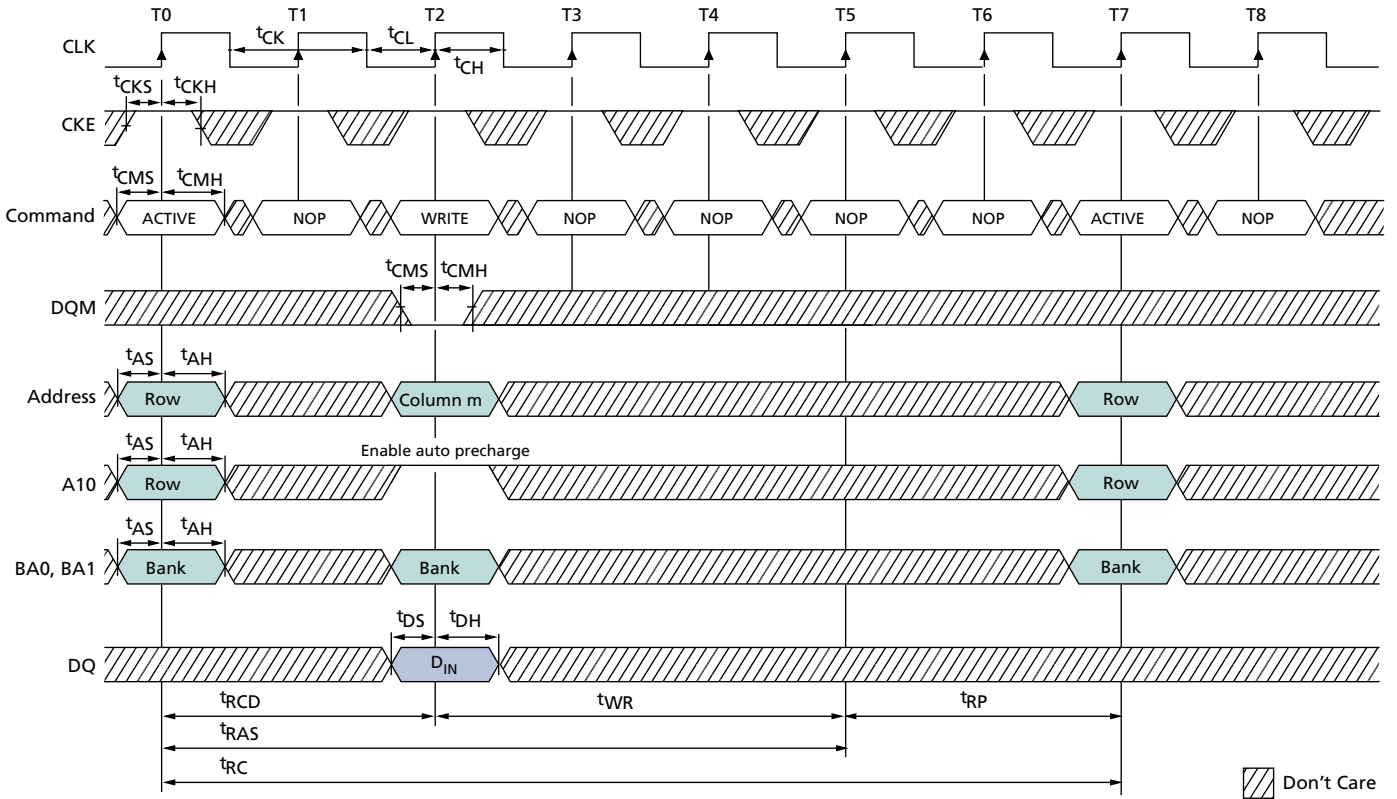 T0 T1 T2 T3 T4 T5 T6 T7 T8
CLK
tCK tCL
tCH
tCKS tCKH
CKE
tCMS tCMH
Command ACTIVE NOP WRITE NOP NOP NOP NOP ACTIVE NOP
tCMS tCMH
DQM
tAS tAH
Address Row Column m Row
tAS tAH
Enable auto precharge
A10 Row Row
tAS tAH
BA0, BA1 Bank Bank Bank
tDS tDH
DQ DIN
tRCD tWR tRP
tRAS
tRC
Don't Care